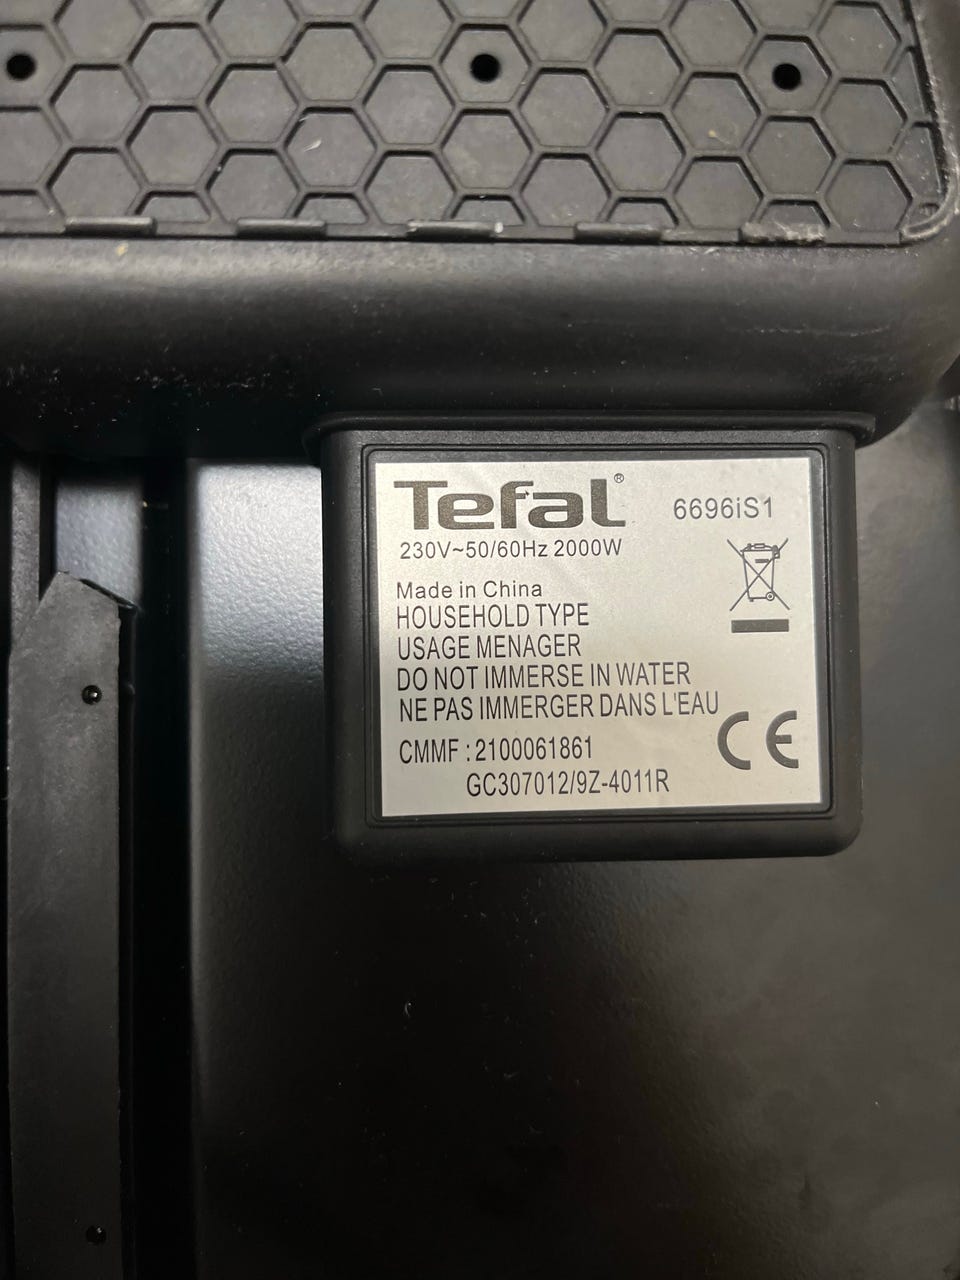 Tefal®
6696iS1
230V~50/60Hz 2000W
Made in China
HOUSEHOLD TYPE
USAGE MENAGER
DO NOT IMMERSE IN WATER
NE PAS IMMERGER DANS L'EAU
CE
CMMF : 2100061861
GC307012/9Z-4011R